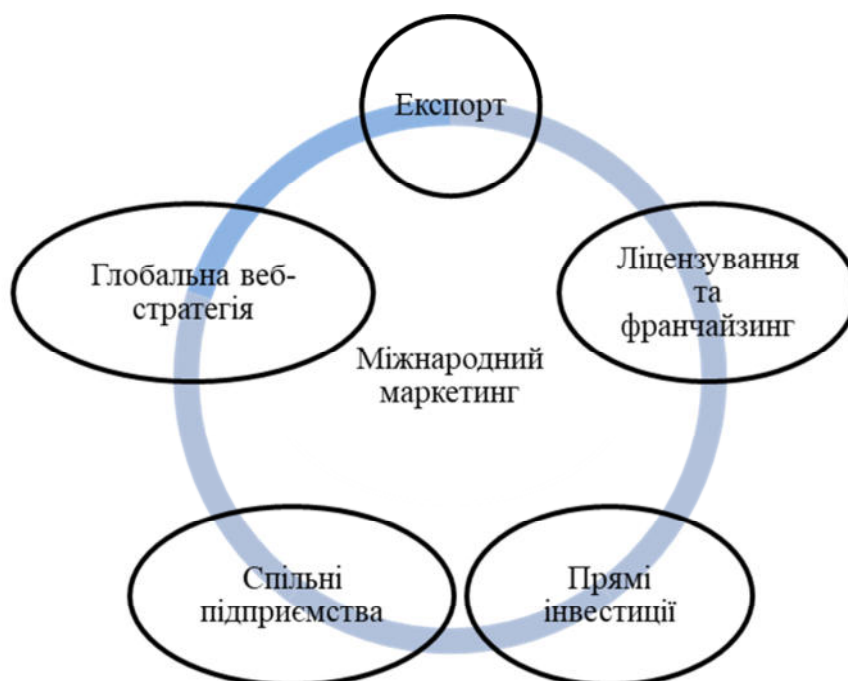 Експорт
Ліцензування
та
франчайзинг
Прямі
інвестиції
Спільні
підприємства
Глобальна веб-
стратегія
Міжнародний
маркетинг